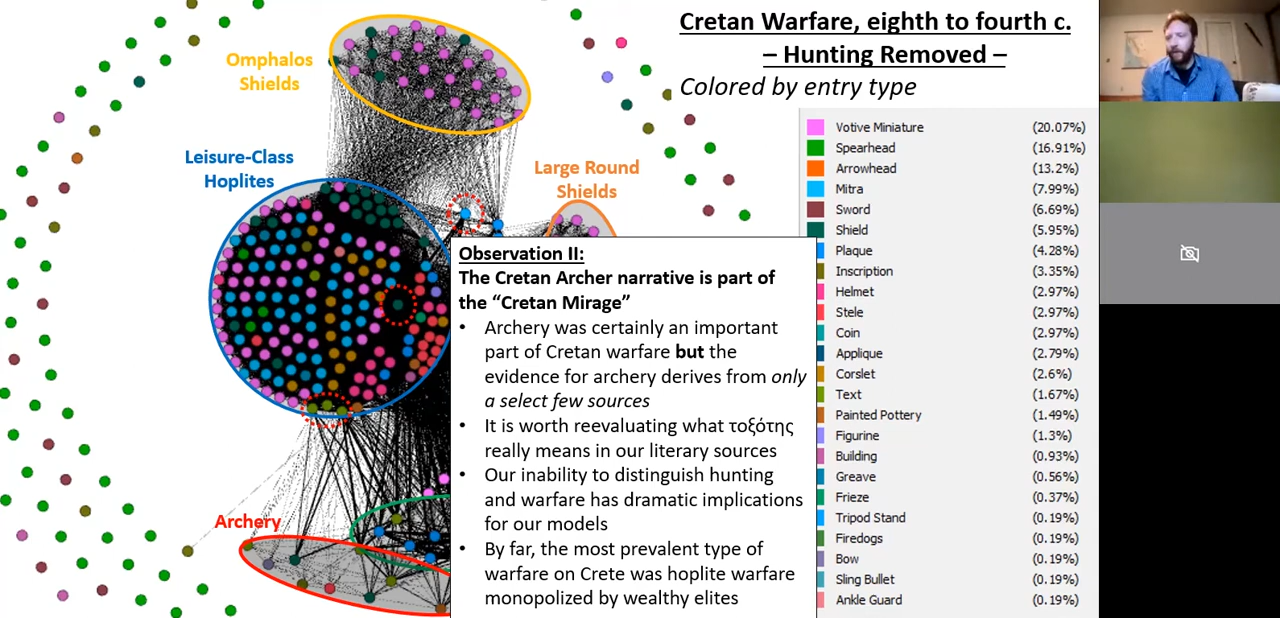 Cretan Warfare, eighth to fourth c.
– Hunting Removed –
Colored by entry type
Omphalos
Shields
Leisure-Class
Hoplites
Large Round
Shields
Archery
Observation II:
The Cretan Archer narrative is part of
the “Cretan Mirage”
• Archery was certainly an important
part of Cretan warfare but the
evidence for archery derives from only
a select few sources
• It is worth reevaluating what τοξότης
really means in our literary sources
• Our inability to distinguish hunting
and warfare has dramatic implications
for our models
• By far, the most prevalent type of
warfare on Crete was hoplite warfare
monopolized by wealthy elites
Votive Miniature (20.07%)
Spearhead (16.91%)
Arrowhead (13.2%)
Mitra (7.99%)
Sword (6.69%)
Shield (5.95%)
Plaque (4.28%)
Inscription (3.35%)
Helmet (2.97%)
Stele (2.97%)
Coin (2.97%)
Applique (2.79%)
Corslet (2.6%)
Text (1.67%)
Painted Pottery (1.49%)
Figurine (1.3%)
Building (0.93%)
Greave (0.56%)
Frieze (0.37%)
Tripod Stand (0.19%)
Firedogs (0.19%)
Bow (0.19%)
Sling Bullet (0.19%)
Ankle Guard (0.19%)